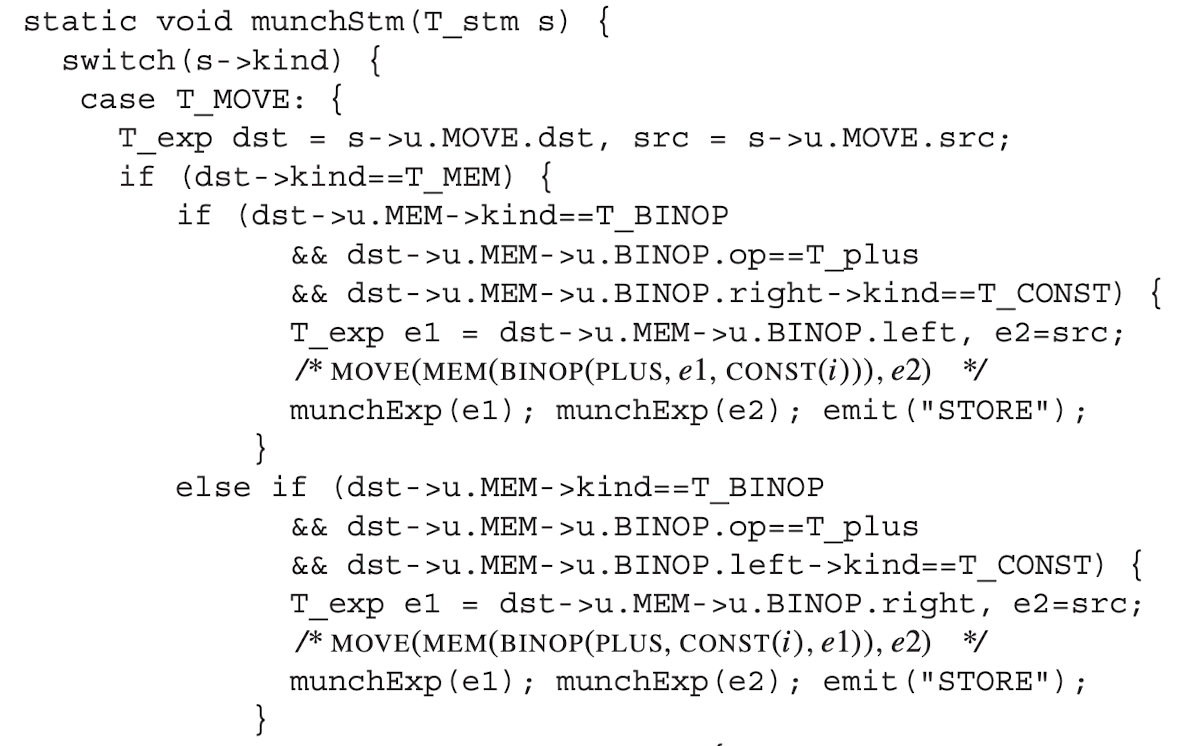 static void munchStm(T_stm s) {
switch(s->kind) {
case T_MOVE: {
T_exp dst = s->u.MOVE.dst, src = s->u.MOVE.src;
if (dst->kind==T_MEM) {
if (dst->u.MEM->kind==T_BINOP
&& dst->u.MEM->u.BINOP.op==T_plus
&& dst->u.MEM->u.BINOP.right->kind==T_CONST) {
T_exp e1 = dst->u.MEM->u.BINOP.left, e2=src;
/* MOVE(MEM(BINOP(PLUS, e1, CONST(i))), e2) */
munchExp(e1); munchExp(e2); emit("STORE");
}
else if (dst->u.MEM->kind==T_BINOP
&& dst->u.MEM->u.BINOP.op==T_plus
&& dst->u.MEM->u.BINOP.left->kind==T_CONST) {
T_exp e1 = dst->u.MEM->u.BINOP.right, e2=src;
/* MOVE(MEM(BINOP(PLUS, CONST(i), e1)), e2) */
munchExp(e1); munchExp(e2); emit("STORE");
}